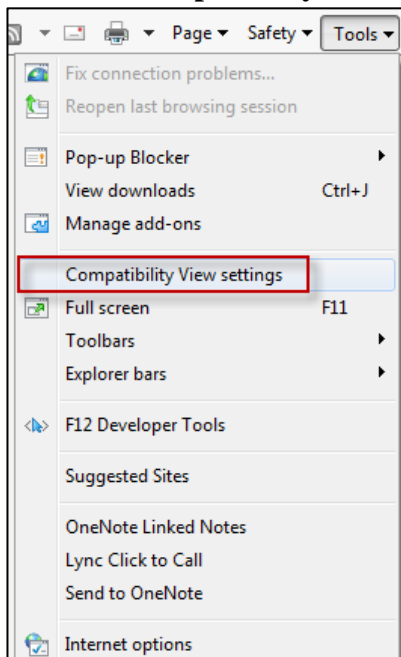 Page Safety Tools
Fix connection problems...
Reopen last browsing session
Pop-up Blocker
View downloads Ctrl+J
Manage add-ons
Compatibility View settings
Full screen F11
Toolbars
Explorer bars
F12 Developer Tools
Suggested Sites
OneNote Linked Notes
Lync Click to Call
Send to OneNote
Internet options